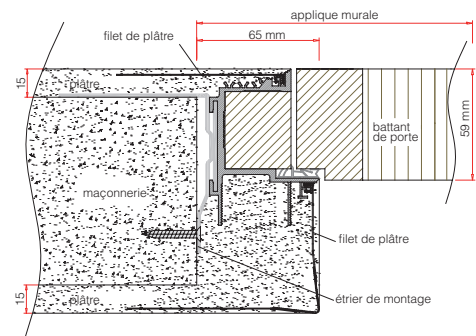 applique murale
filet de plâtre
65 mm
15
plâtre
battant
de porte
59 mm
maçonnerie
filet de plâtre
15
plâtre
étrier de montage